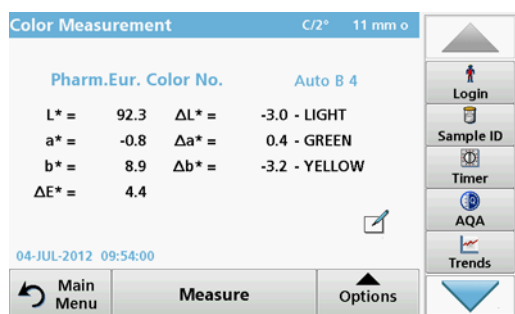 Color Measurement C/2° 11 mm o
Pharm.Eur. Color No. Auto B 4
L* = 92.3 ΔL* = -3.0 - LIGHT
a* = -0.8 Δa* = 0.4 - GREEN
b* = 8.9 Δb* = -3.2 - YELLOW
ΔE* = 4.4
04-JUL-2012 09:54:00
Main Menu
Measure
Options
Login
Sample ID
Timer
AQA
Trends